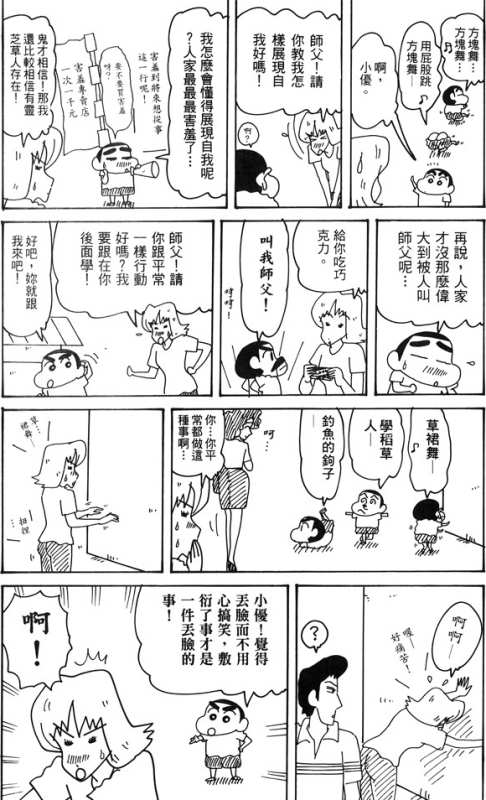 方塊舞…
方塊舞♪
用屁股跳
方塊舞…♪
啊，
小優。
師父！請
你教我怎
樣展現自
我好嗎！
啊?
我怎麼會懂得
展現自我呢
？人家
最最最害羞了…
害羞到將來想從事
這一行呢！
要不要買害羞
呀？
害羞專賣店
一次一千元
鬼才相信！那我
還比較相信有靈
芝草人存在！
再說，人家
才沒那麼偉
大到被人叫
師父呢…
給你吃巧
克力。
叫我師父！
師父！請
你跟平常
一樣行動
好嗎？我
要跟在你
後面學！
好吧，妳就跟
我來吧！
草裙舞─♪
學稻草
人─
釣魚的鉤子
─
啊…
你…你平
常都做這
種事啊…
草…
裙舞…
…相撲
啊…
啊…
喔…
好痛苦！
？
小優！覺得
丟臉而不用
心搞笑，敷
衍了事才是
一件丟臉的
事！
啊！